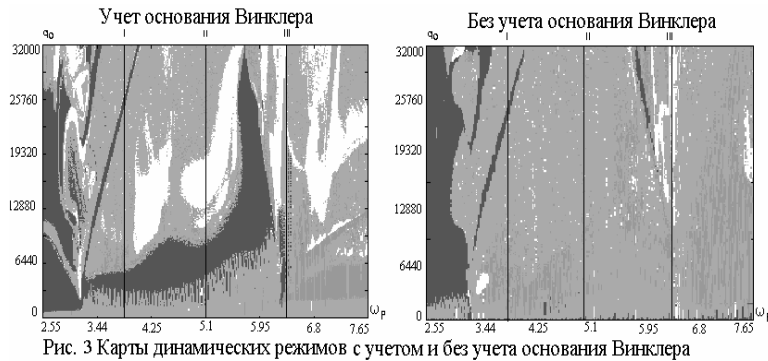 Учет основания Винклера
Без учета основания Винклера
q₀ I II III
32000
25760
19320
12880
6440
0
2.55 3.44 4.25 5.1 5.95 6.8 7.65
ωₚ
q₀ I II III
32000
25760
19320
12880
6440
0
2.55 3.44 4.25 5.1 5.95 6.8 7.65
ωₚ
Рис. 3 Карты динамических режимов с учетом и без учета основания Винклера